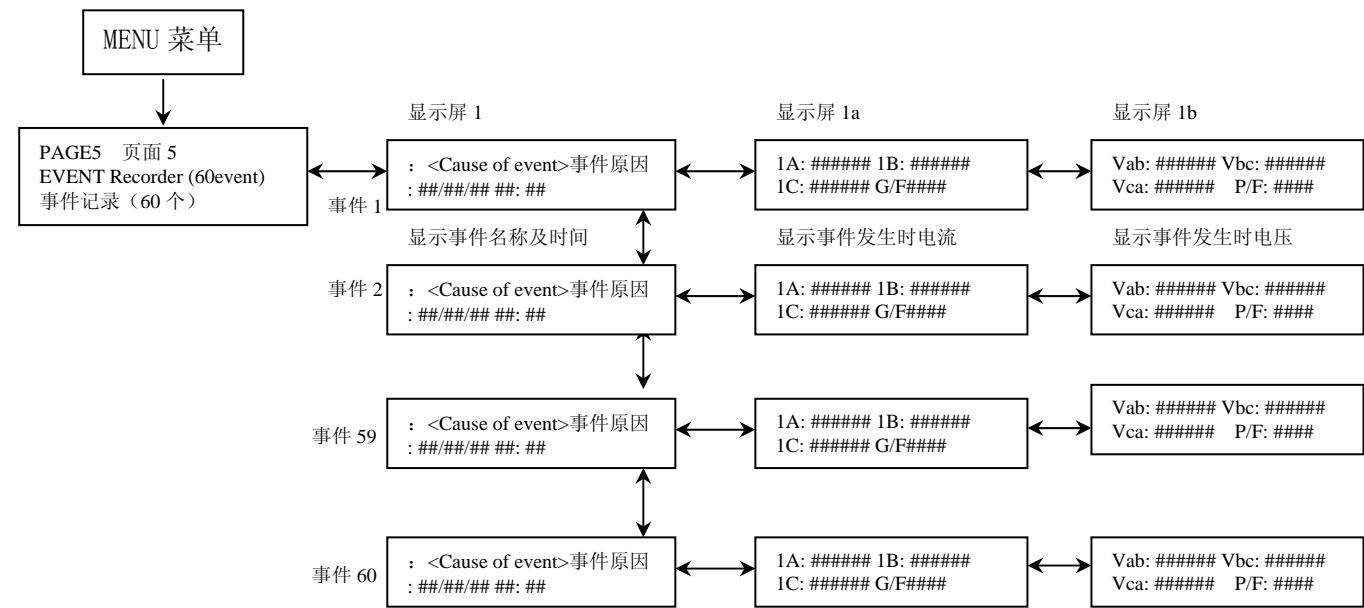 MENU 菜单
显示屏 1
显示屏 1a
显示屏 1b
PAGE5 页面 5
EVENT Recorder (60event)
事件记录（60 个）
事件 1
：<Cause of event>事件原因
: ##/##/## ##: ##
1A: ###### 1B: ######
1C: ###### G/F####
Vab: ###### Vbc: ######
Vca: ###### P/F: ####
显示事件名称及时间
显示事件发生时电流
显示事件发生时电压
事件 2
：<Cause of event>事件原因
: ##/##/## ##: ##
1A: ###### 1B: ######
1C: ###### G/F####
Vab: ###### Vbc: ######
Vca: ###### P/F: ####
事件 59
：<Cause of event>事件原因
: ##/##/## ##: ##
1A: ###### 1B: ######
1C: ###### G/F####
Vab: ###### Vbc: ######
Vca: ###### P/F: ####
事件 60
：<Cause of event>事件原因
: ##/##/## ##: ##
1A: ###### 1B: ######
1C: ###### G/F####
Vab: ###### Vbc: ######
Vca: ###### P/F: ####